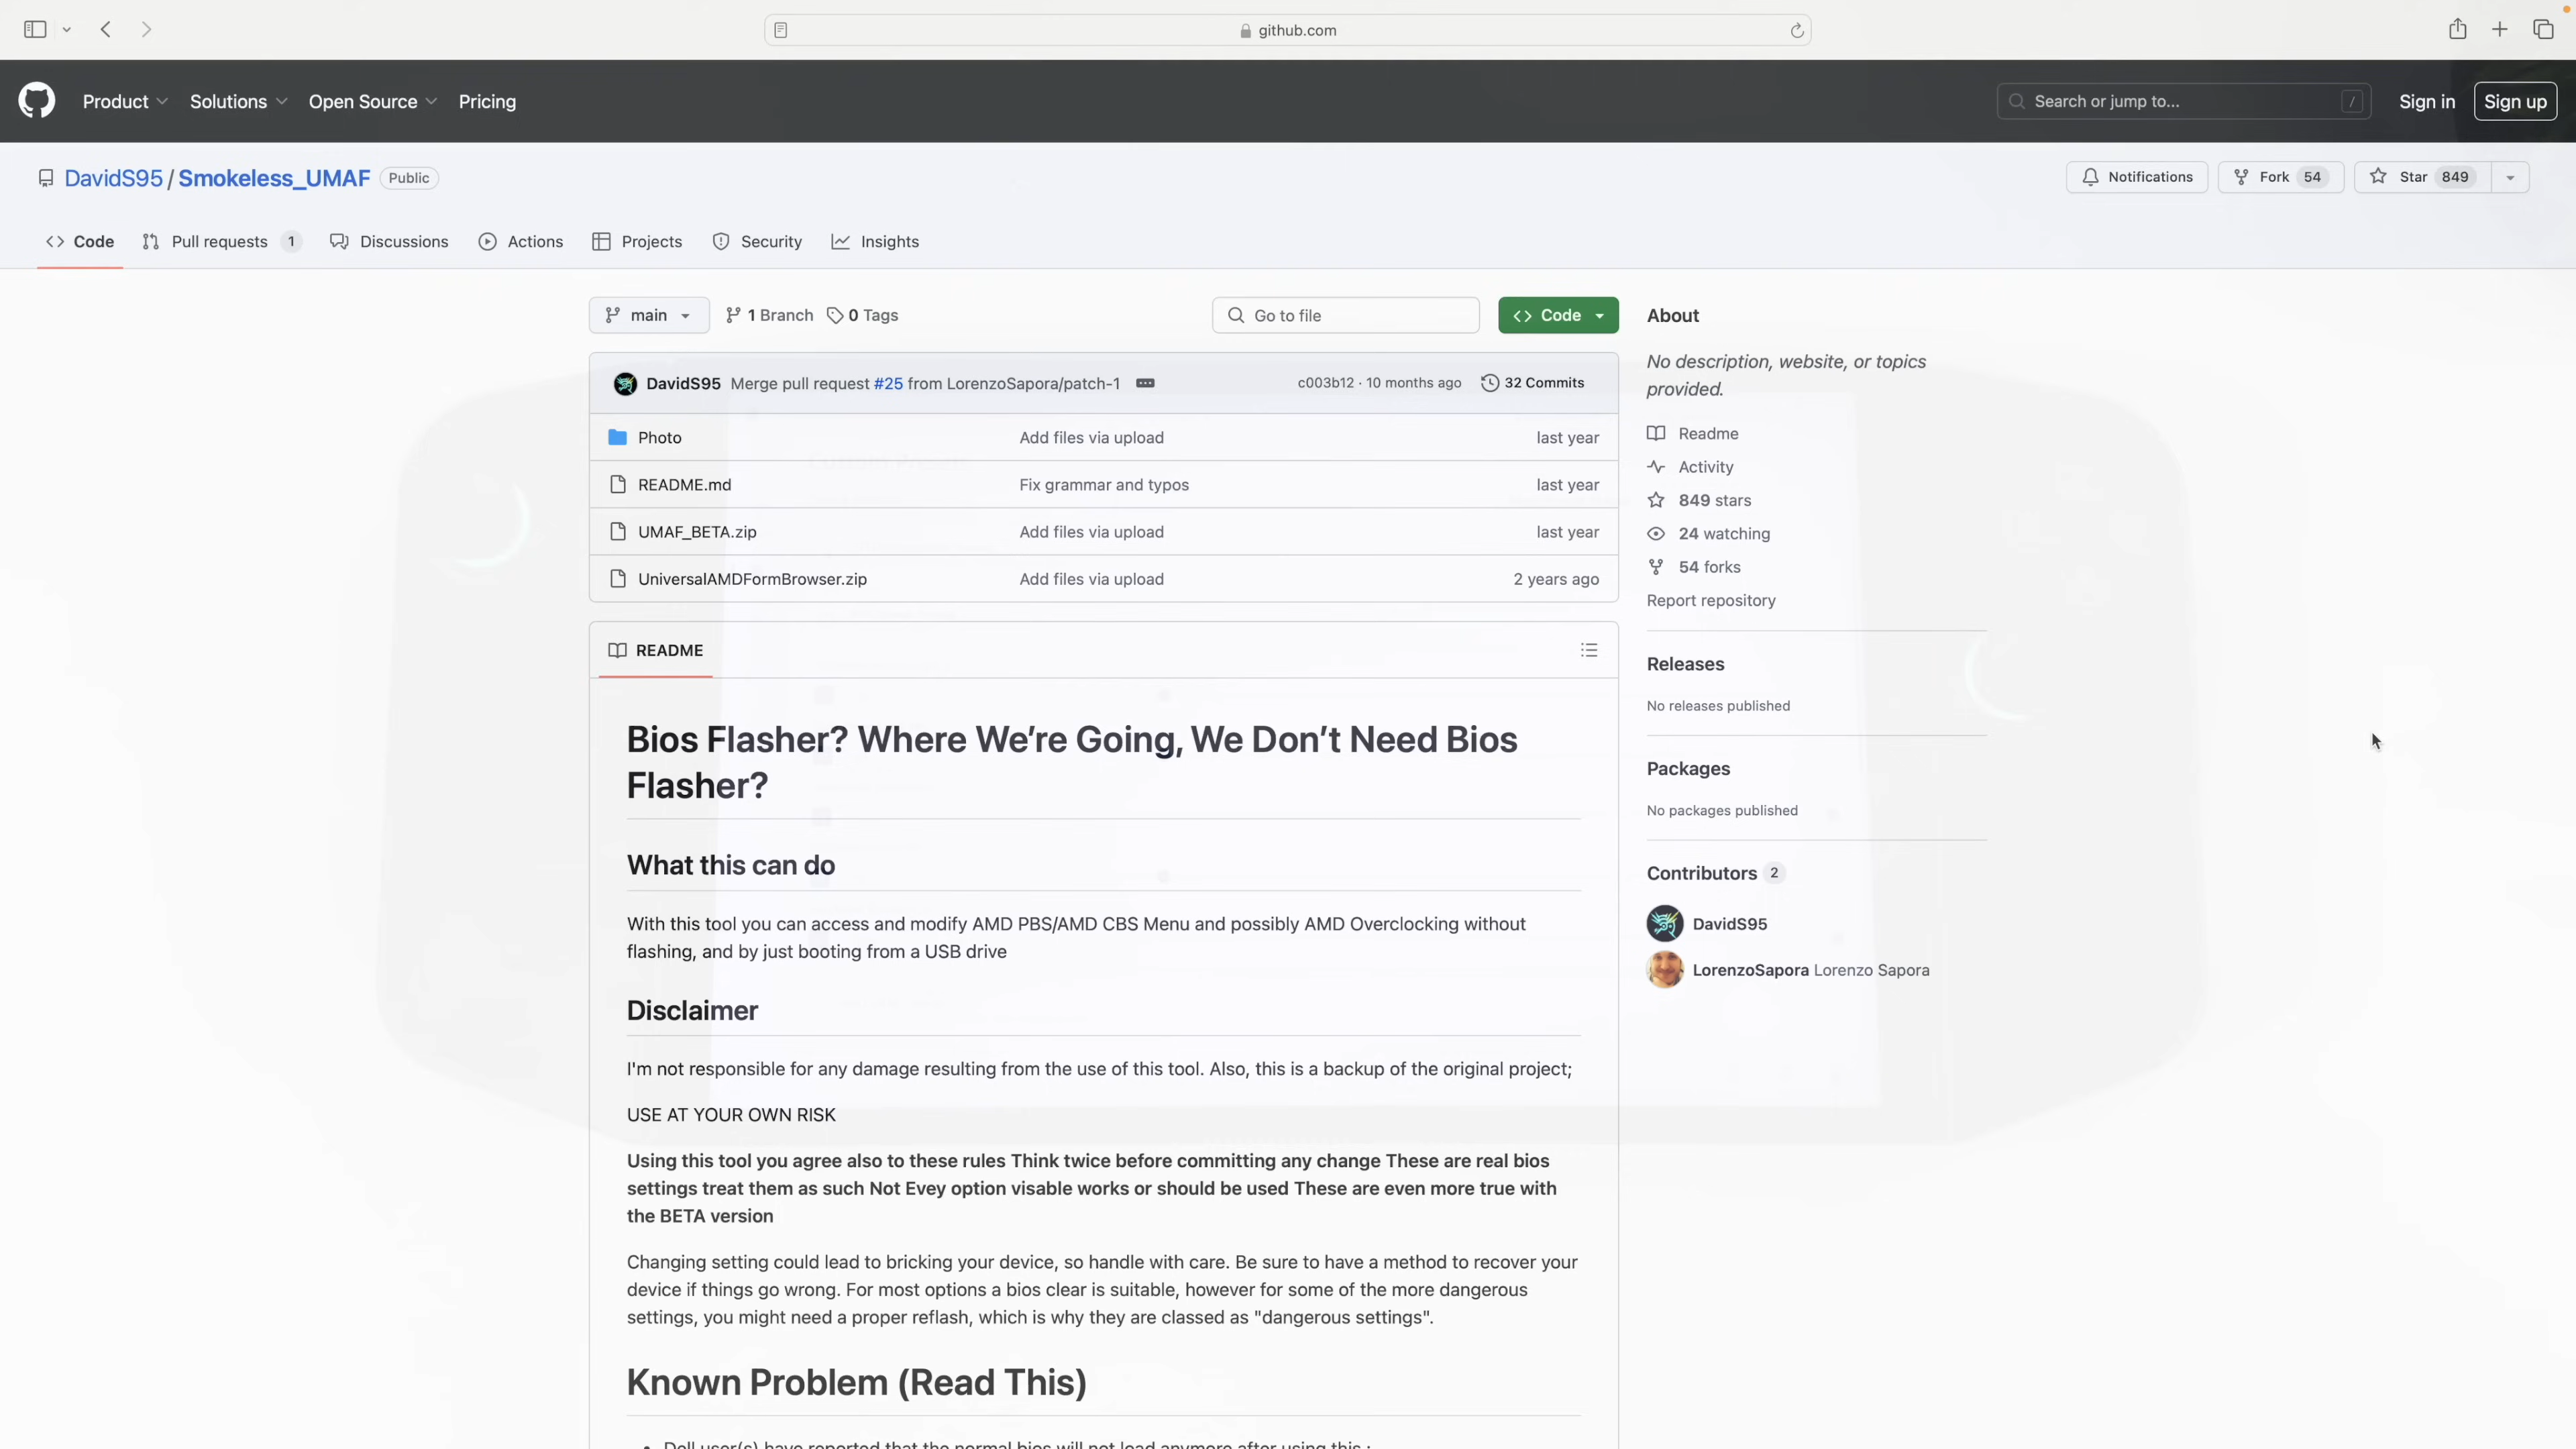 github.com
Product Solutions Open Source Pricing Search or jump to... / Sign in Sign up
DavidS95 / Smokeless_UMAF Public Notifications Fork 54 Star 849
Code Pull requests 1 Discussions Actions Projects Security Insights
main 1 Branch 0 Tags Go to file Code
DavidS95 Merge pull request #25 from LorenzoSapora/patch-1 c003b12 · 10 months ago 32 Commits
Photo Add files via upload last year
README.md Fix grammar and typos last year
UMAF_BETA.zip Add files via upload last year
UniversalAMDFormBrowser.zip Add files via upload 2 years ago
README
Bios Flasher? Where We’re Going, We Don’t Need Bios
Flasher?
What this can do
With this tool you can access and modify AMD PBS/AMD CBS Menu and possibly AMD Overclocking without
flashing, and by just booting from a USB drive
Disclaimer
I'm not responsible for any damage resulting from the use of this tool. Also, this is a backup of the original project;
USE AT YOUR OWN RISK
Using this tool you agree also to these rules Think twice before committing any change These are real bios
settings treat them as such Not Evey option visable works or should be used These are even more true with
the BETA version
Changing setting could lead to bricking your device, so handle with care. Be sure to have a method to recover your
device if things go wrong. For most options a bios clear is suitable, however for some of the more dangerous
settings, you might need a proper reflash, which is why they are classed as "dangerous settings".
Known Problem (Read This)
Dell user(s) have reported that the normal bios will not load anymore after using this ;
About
No description, website, or topics
provided.
Readme
Activity
849 stars
24 watching
54 forks
Report repository
Releases
No releases published
Packages
No packages published
Contributors 2
DavidS95
LorenzoSapora Lorenzo Sapora